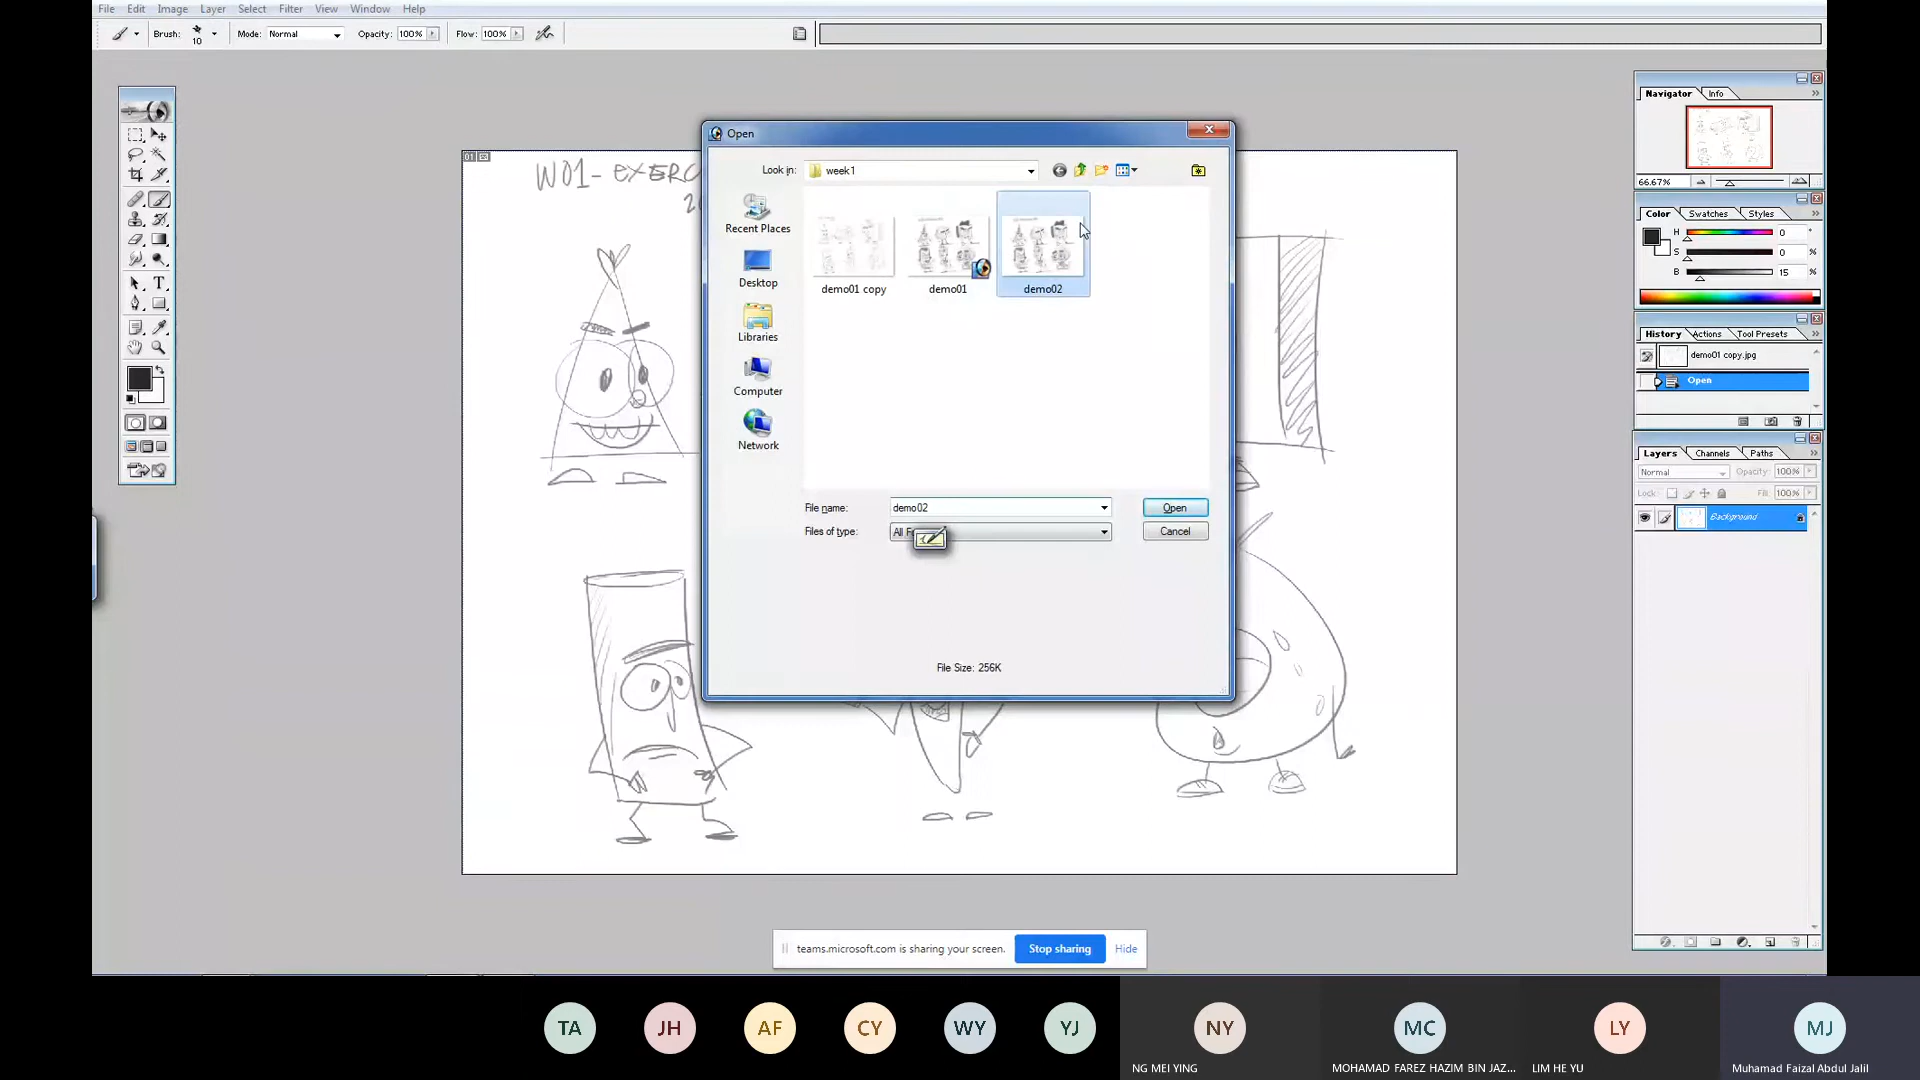 File Edit Image Layer Select Filter View Window Help
Brush: 10 Mode: Normal Opacity: 100% Flow: 100%
Open
Look in: week1
Recent Places
Desktop
Libraries
Computer
Network
demo01 copy demo01 demo02
File name: demo02 Open
Files of type: All Cancel
File Size: 256K
01
W01- EXERC
Navigator Info
66.67%
Color Swatches Styles
H 0 °
S 0 %
B 15 %
History Actions Tool Presets
demo01 copy.jpg
Open
Layers Channels Paths
Normal Opacity: 100%
Lock: Fill: 100%
Background
teams.microsoft.com is sharing your screen. Stop sharing Hide
TA JH AF CY WY YJ NY MC LY MJ
NG MEI YING MOHAMAD FAREZ HAZIM BIN JAZ... LIM HE YU Muhamad Faizal Abdul Jalil